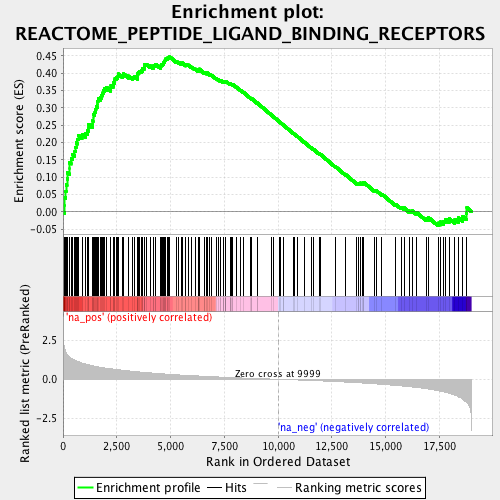 Enrichment plot:
REACTOME_PEPTIDE_LIGAND_BINDING_RECEPTORS
Enrichment score (ES)
0.45
0.40
0.35
0.30
0.25
0.20
0.15
0.10
0.05
0.00
-0.05
'na_pos' (positively correlated)
Ranked list metric (PreRanked)
2.5
0.0
-2.5
Zero cross at 9999
'na_neg' (negatively correlated)
0
2,500
5,000
7,500
10,000
12,500
15,000
17,500
Rank in Ordered Dataset
Enrichment profile
Hits
Ranking metric scores